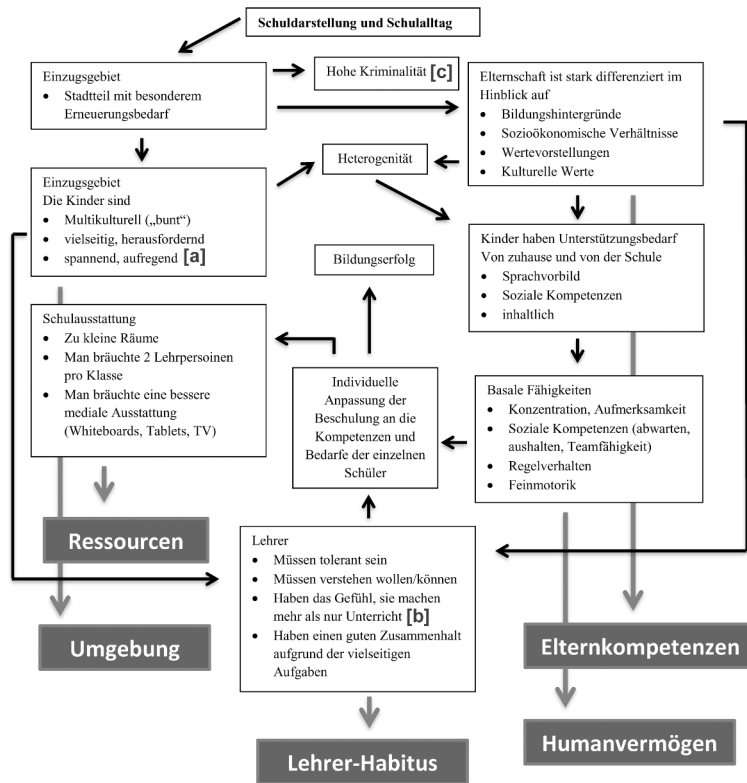 Schuldarstellung und Schulalltag
Einzugsgebiet
• Stadtteil mit besonderem
Erneuerungsbedarf
Hohe Kriminalität [c]
Elternschaft ist stark differenziert im
Hinblick auf
• Bildungshintergründe
• Sozioökonomische Verhältnisse
• Wertevorstellungen
• Kulturelle Werte
Heterogenität
Einzugsgebiet
Die Kinder sind
• Multikulturell („bunt“)
• vielseitig, herausfordernd
• spannend, aufregend [a]
Bildungserfolg
Kinder haben Unterstützungsbedarf
Von zuhause und von der Schule
• Sprachvorbild
• Soziale Kompetenzen
• inhaltlich
Schulausstattung
• Zu kleine Räume
• Man bräuchte 2 Lehrpersoinen
pro Klasse
• Man bräuchte eine bessere
mediale Ausstattung
(Whiteboards, Tablets, TV)
Individuelle
Anpassung der
Beschulung an die
Kompetenzen und
Bedarfe der einzelnen
Schüler
Basale Fähigkeiten
• Konzentration, Aufmerksamkeit
• Soziale Kompetenzen (abwarten,
aushalten, Teamfähigkeit)
• Regelverhalten
• Feinmotorik
Ressourcen
Lehrer
• Müssen tolerant sein
• Müssen verstehen wollen/können
• Haben das Gefühl, sie machen
mehr als nur Unterricht [b]
• Haben einen guten Zusammenhalt
aufgrund der vielseitigen
Aufgaben
Umgebung
Elternkompetenzen
Lehrer-Habitus
Humanvermögen